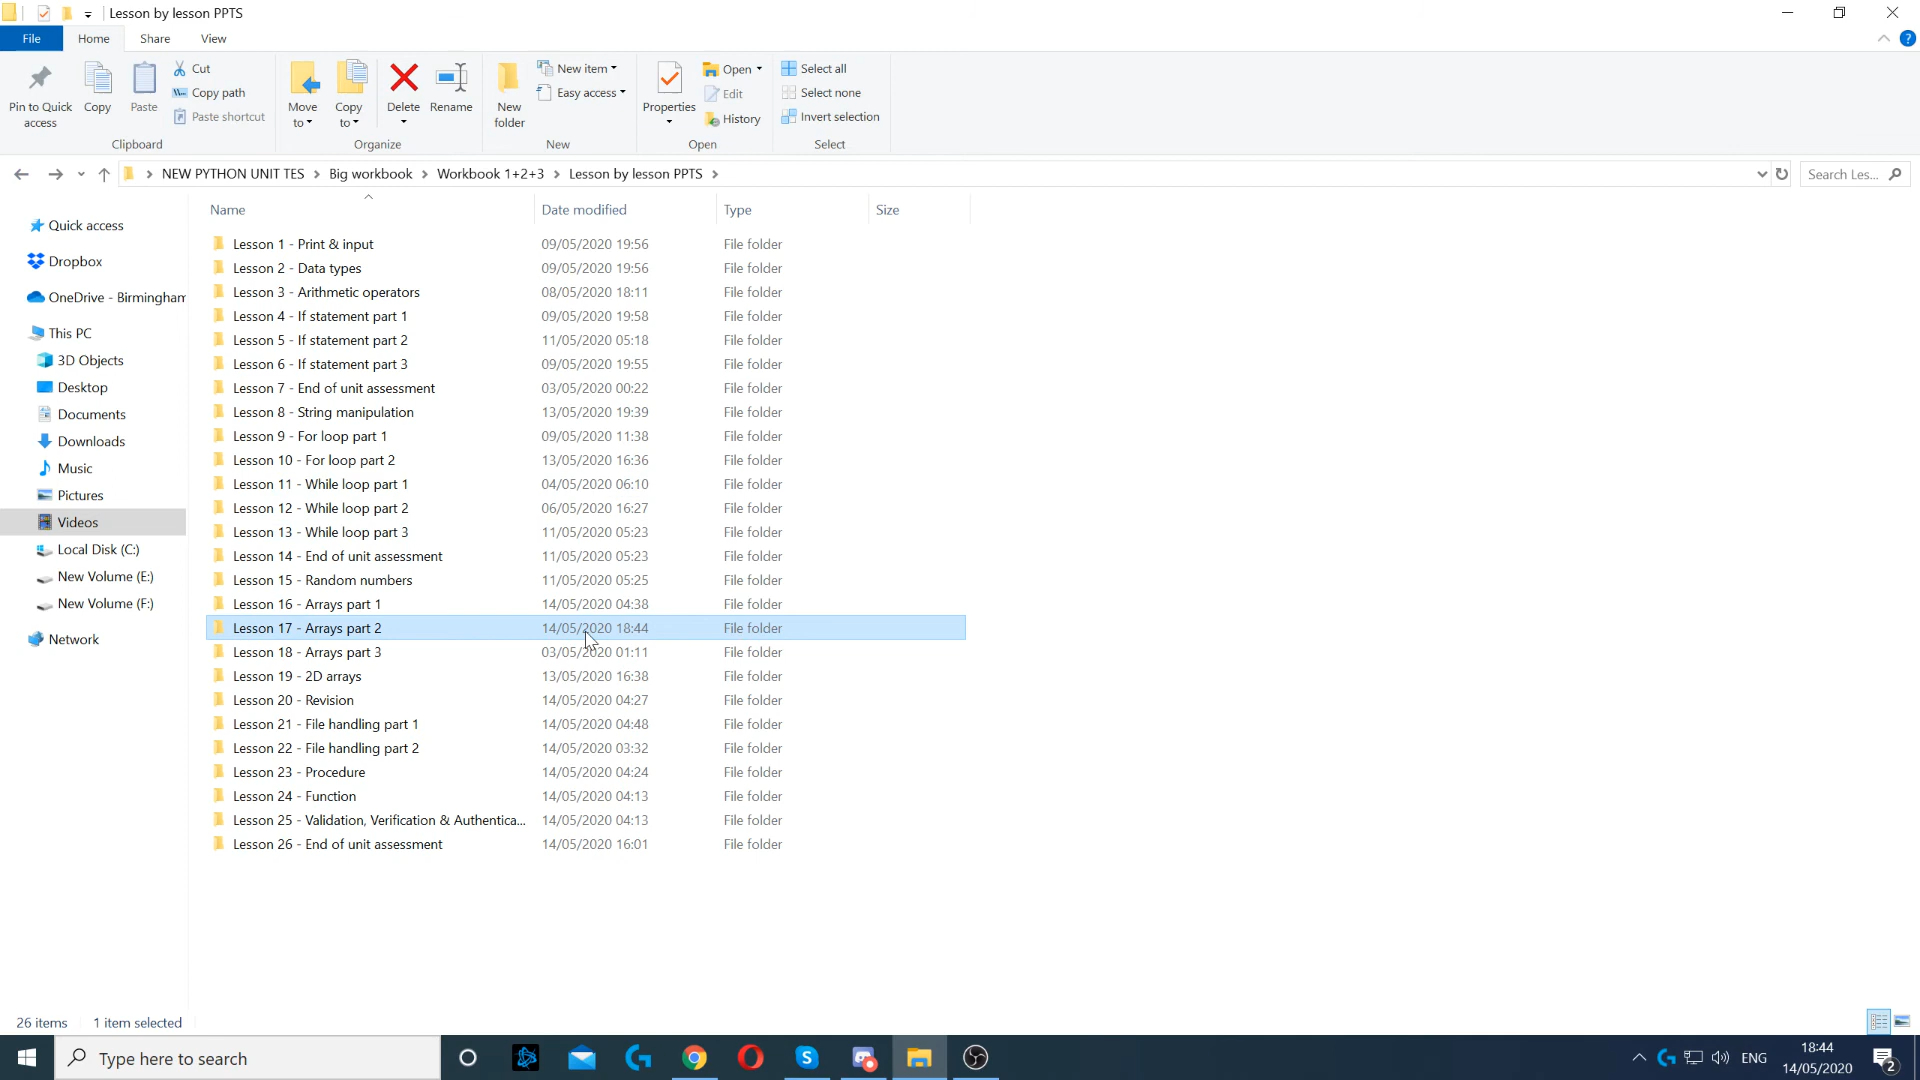 Lesson by lesson PPTS
File Home Share View
Pin to Quick access
Copy
Paste
Cut
Copy path
Paste shortcut
Clipboard
Move to
Copy to
Delete
Rename
Organize
New folder
New item
Easy access
New
Properties
Open
Edit
History
Open
Select all
Select none
Invert selection
Select
NEW PYTHON UNIT TES > Big workbook > Workbook 1+2+3 > Lesson by lesson PPTS >
Search Les...
Quick access
Dropbox
OneDrive - Birmingham
This PC
3D Objects
Desktop
Documents
Downloads
Music
Pictures
Videos
Local Disk (C:)
New Volume (E:)
New Volume (F:)
Network
Name Date modified Type Size
Lesson 1 - Print & input 09/05/2020 19:56 File folder
Lesson 2 - Data types 09/05/2020 19:56 File folder
Lesson 3 - Arithmetic operators 08/05/2020 18:11 File folder
Lesson 4 - If statement part 1 09/05/2020 19:58 File folder
Lesson 5 - If statement part 2 11/05/2020 05:18 File folder
Lesson 6 - If statement part 3 09/05/2020 19:55 File folder
Lesson 7 - End of unit assessment 03/05/2020 00:22 File folder
Lesson 8 - String manipulation 13/05/2020 19:39 File folder
Lesson 9 - For loop part 1 09/05/2020 11:38 File folder
Lesson 10 - For loop part 2 13/05/2020 16:36 File folder
Lesson 11 - While loop part 1 04/05/2020 06:10 File folder
Lesson 12 - While loop part 2 06/05/2020 16:27 File folder
Lesson 13 - While loop part 3 11/05/2020 05:23 File folder
Lesson 14 - End of unit assessment 11/05/2020 05:23 File folder
Lesson 15 - Random numbers 11/05/2020 05:25 File folder
Lesson 16 - Arrays part 1 14/05/2020 04:38 File folder
Lesson 17 - Arrays part 2 14/05/2020 18:44 File folder
Lesson 18 - Arrays part 3 03/05/2020 01:11 File folder
Lesson 19 - 2D arrays 13/05/2020 16:38 File folder
Lesson 20 - Revision 14/05/2020 04:27 File folder
Lesson 21 - File handling part 1 14/05/2020 04:48 File folder
Lesson 22 - File handling part 2 14/05/2020 03:32 File folder
Lesson 23 - Procedure 14/05/2020 04:24 File folder
Lesson 24 - Function 14/05/2020 04:13 File folder
Lesson 25 - Validation, Verification & Authentica... 14/05/2020 04:13 File folder
Lesson 26 - End of unit assessment 14/05/2020 16:01 File folder
26 items 1 item selected
Type here to search
ENG
18:44
14/05/2020
2